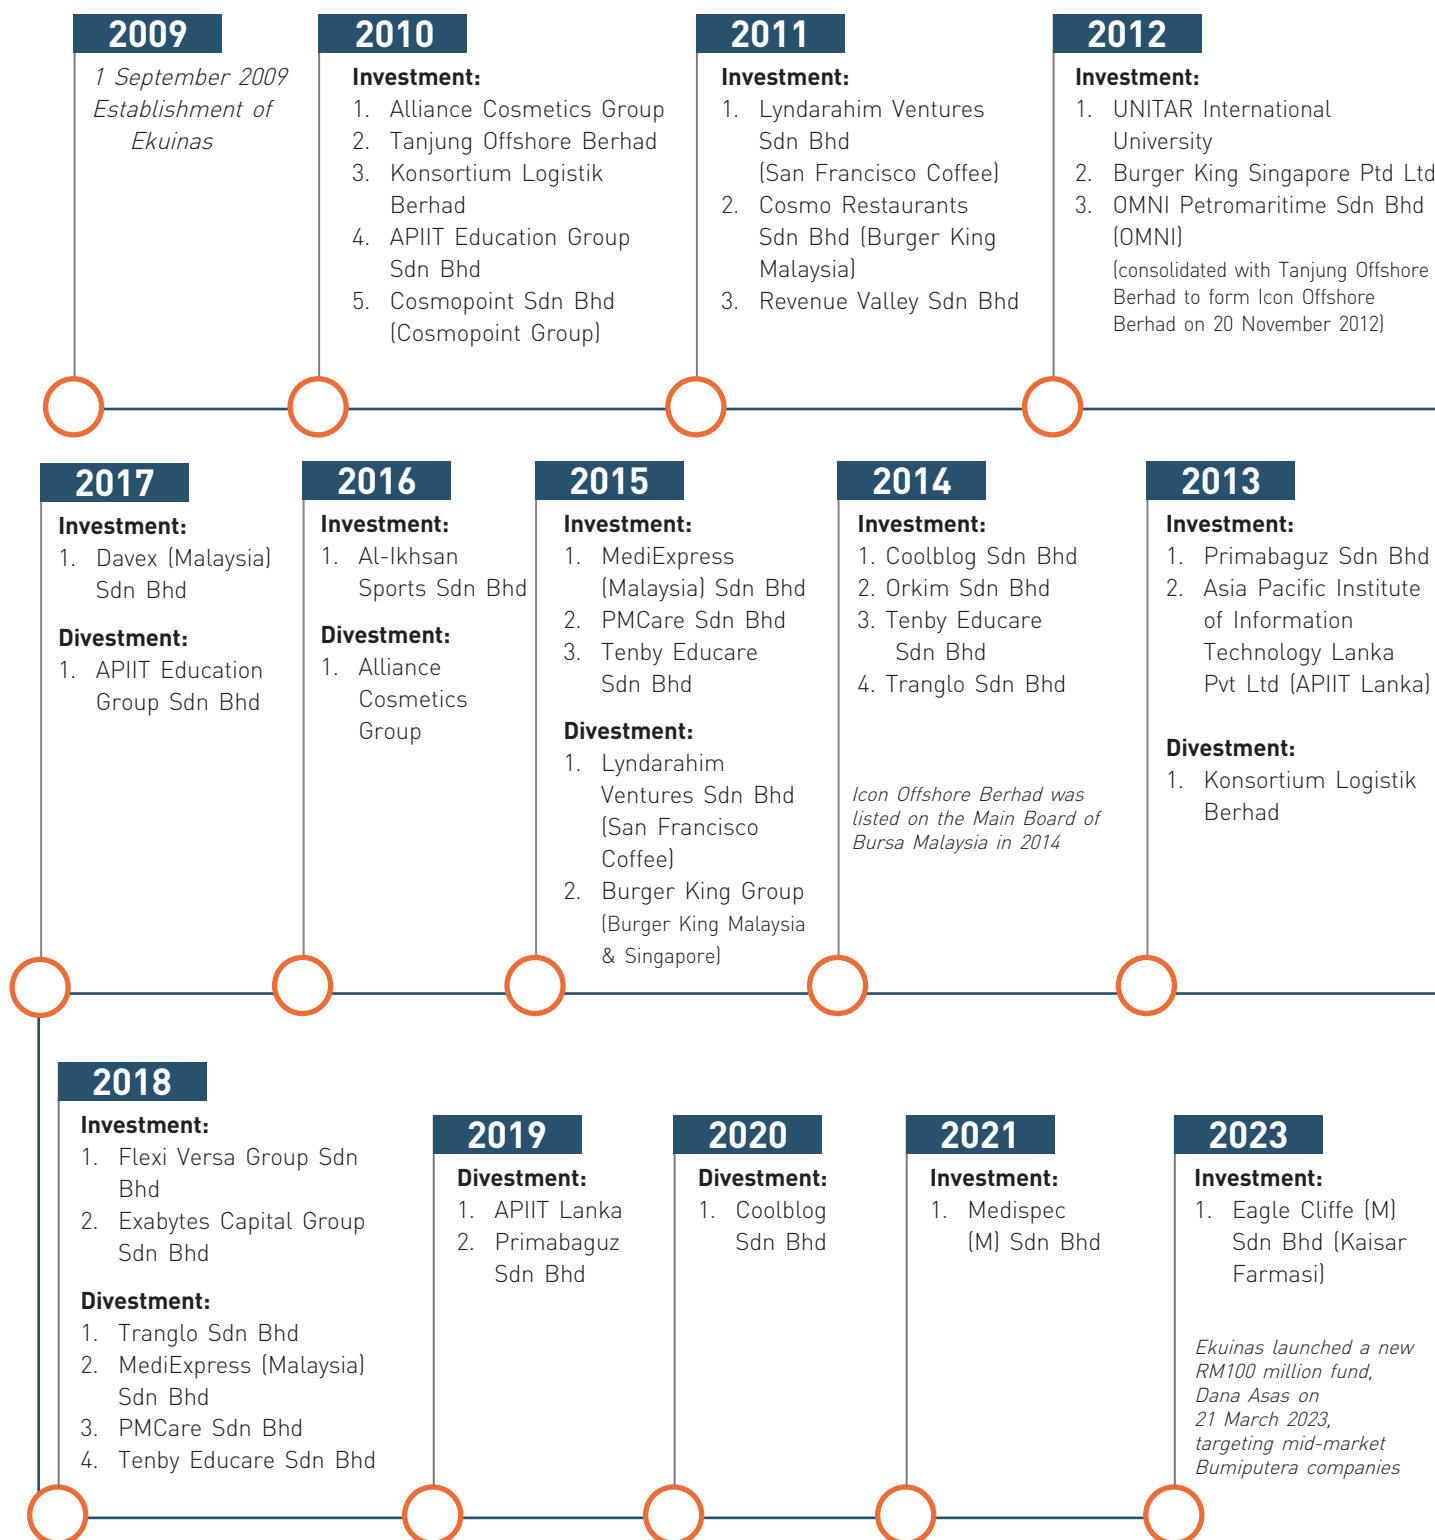 2009
1 September 2009
Establishment of
Ekuinas
2010
Investment:
1. Alliance Cosmetics Group
2. Tanjung Offshore Berhad
3. Konsortium Logistik
Berhad
4. APIIT Education Group
Sdn Bhd
5. Cosmopoint Sdn Bhd
(Cosmopoint Group)
2011
Investment:
1. Lyndarahim Ventures
Sdn Bhd
(San Francisco Coffee)
2. Cosmo Restaurants
Sdn Bhd (Burger King
Malaysia)
3. Revenue Valley Sdn Bhd
2012
Investment:
1. UNITAR International
University
2. Burger King Singapore Ptd Ltd
3. OMNI Petromaritime Sdn Bhd
(OMNI)
(consolidated with Tanjung Offshore
Berhad to form Icon Offshore
Berhad on 20 November 2012)
2017
Investment:
1. Davex (Malaysia)
Sdn Bhd
Divestment:
1. APIIT Education
Group Sdn Bhd
2016
Investment:
1. Al-Ikhsan
Sports Sdn Bhd
Divestment:
1. Alliance
Cosmetics
Group
2015
Investment:
1. MediExpress
(Malaysia) Sdn Bhd
2. PMCare Sdn Bhd
3. Tenby Educare
Sdn Bhd
Divestment:
1. Lyndarahim
Ventures Sdn Bhd
(San Francisco
Coffee)
2. Burger King Group
(Burger King Malaysia
& Singapore)
2014
Investment:
1. Coolblog Sdn Bhd
2. Orkim Sdn Bhd
3. Tenby Educare
Sdn Bhd
4. Tranglo Sdn Bhd
Icon Offshore Berhad was
listed on the Main Board of
Bursa Malaysia in 2014
2013
Investment:
1. Primabaguz Sdn Bhd
2. Asia Pacific Institute
of Information
Technology Lanka
Pvt Ltd (APIIT Lanka)
Divestment:
1. Konsortium Logistik
Berhad
2018
Investment:
1. Flexi Versa Group Sdn
Bhd
2. Exabytes Capital Group
Sdn Bhd
Divestment:
1. Tranglo Sdn Bhd
2. MediExpress (Malaysia)
Sdn Bhd
3. PMCare Sdn Bhd
4. Tenby Educare Sdn Bhd
2019
Divestment:
1. APIIT Lanka
2. Primabaguz
Sdn Bhd
2020
Divestment:
1. Coolblog
Sdn Bhd
2021
Investment:
1. Medispec
(M) Sdn Bhd
2023
Investment:
1. Eagle Cliffe (M)
Sdn Bhd (Kaisar
Farmasi)
Ekuinas launched a new
RM100 million fund,
Dana Asas on
21 March 2023,
targeting mid-market
Bumiputera companies